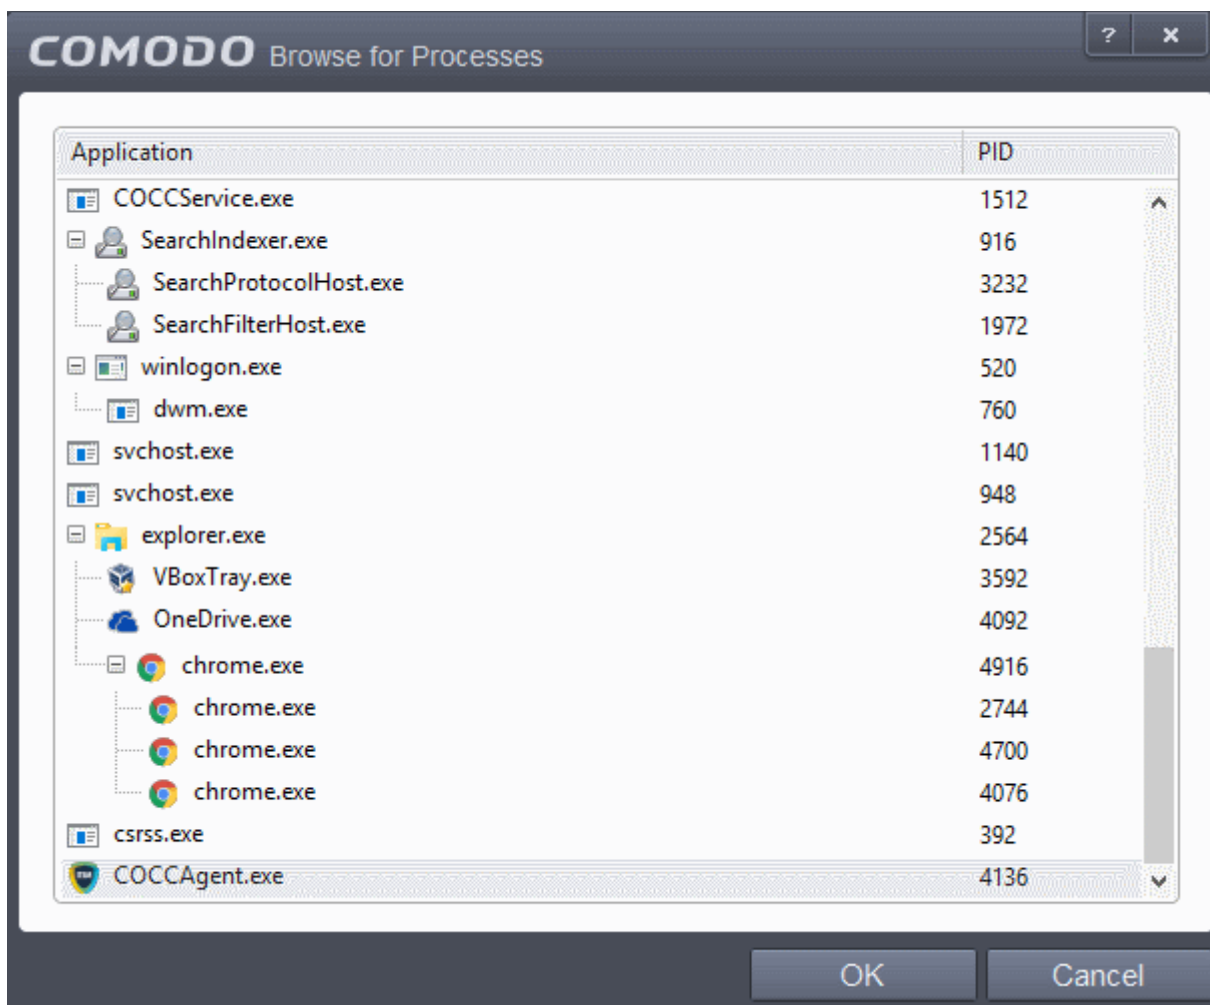 COMODO Browse for Processes ? x
Application PID
COCCService.exe 1512
SearchIndexer.exe 916
SearchProtocolHost.exe 3232
SearchFilterHost.exe 1972
winlogon.exe 520
dwm.exe 760
svchost.exe 1140
svchost.exe 948
explorer.exe 2564
VBoxTray.exe 3592
OneDrive.exe 4092
chrome.exe 4916
chrome.exe 2744
chrome.exe 4700
chrome.exe 4076
csrss.exe 392
COCCAgent.exe 4136
OK Cancel